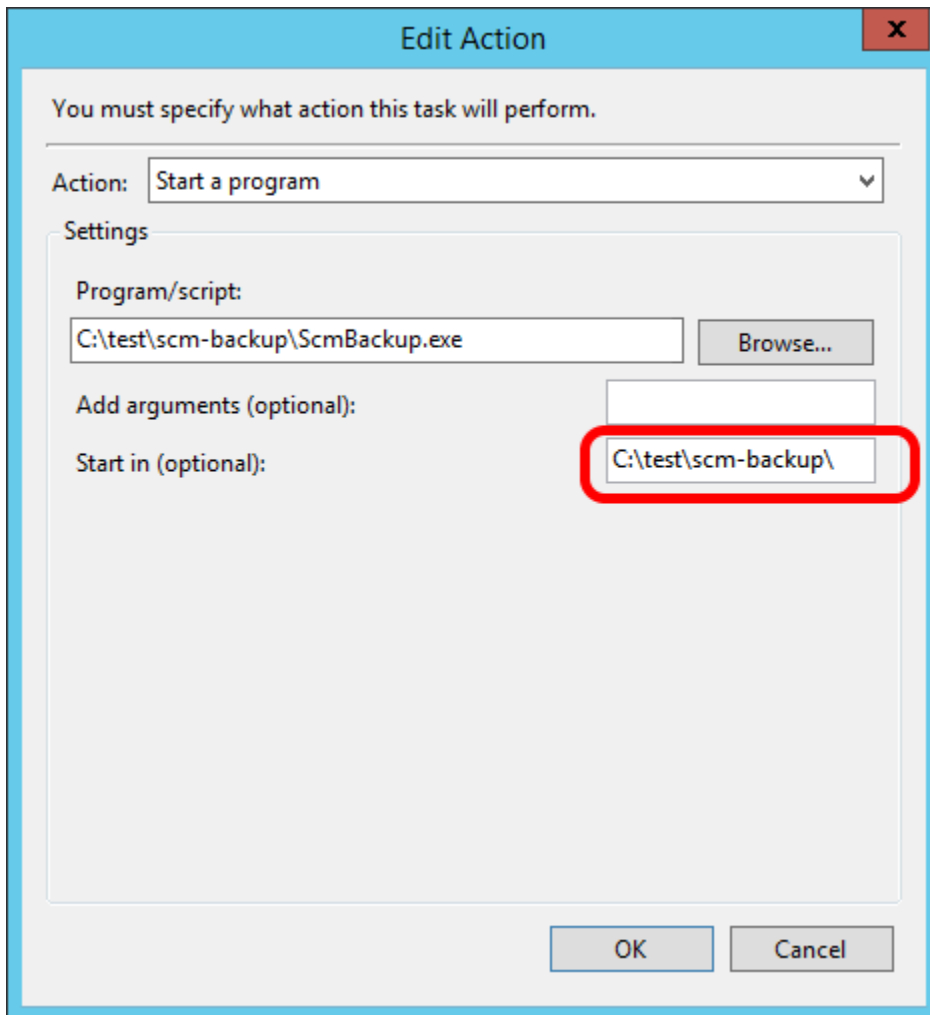 Edit Action
x
You must specify what action this task will perform.
Action: Start a program
Settings
Program/script:
C:\test\scm-backup\ScmBackup.exe Browse...
Add arguments (optional):
Start in (optional): C:\test\scm-backup\
OK Cancel